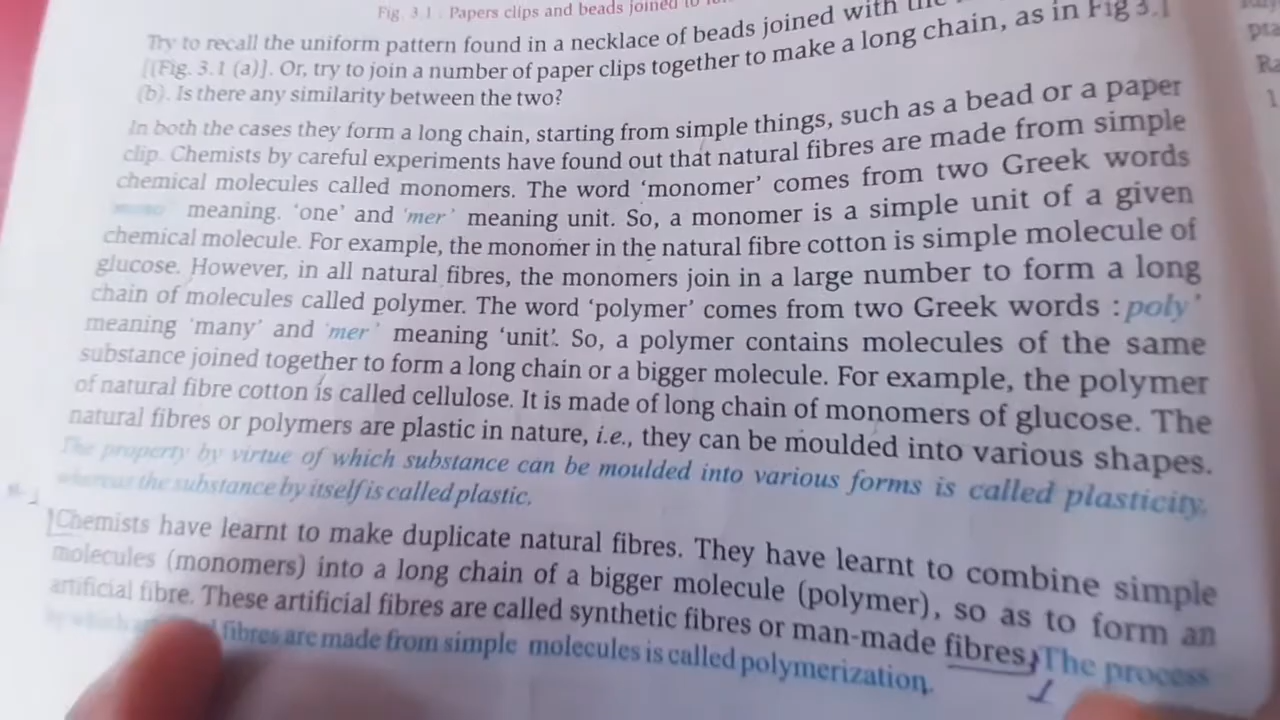 Fig. 3.1 : Papers clips and beads joined to
Try to recall the uniform pattern found in a necklace of beads joined with the
[(Fig. 3.1 (a)]. Or, try to join a number of paper clips together to make a long chain, as in Fig 3.1
(b). Is there any similarity between the two?
In both the cases they form a long chain, starting from simple things, such as a bead or a paper
clip. Chemists by careful experiments have found out that natural fibres are made from simple
chemical molecules called monomers. The word ‘monomer’ comes from two Greek words
meaning. ‘one’ and ‘mer’ meaning unit. So, a monomer is a simple unit of a given
chemical molecule. For example, the monomer in the natural fibre cotton is simple molecule of
glucose. However, in all natural fibres, the monomers join in a large number to form a long
chain of molecules called polymer. The word ‘polymer’ comes from two Greek words : poly’
meaning ‘many’ and ‘mer’ meaning ‘unit’. So, a polymer contains molecules of the same
substance joined together to form a long chain or a bigger molecule. For example, the polymer
of natural fibre cotton is called cellulose. It is made of long chain of monomers of glucose. The
natural fibres or polymers are plastic in nature, i.e., they can be moulded into various shapes.
The property by virtue of which substance can be moulded into various forms is called plasticity,
whereas the substance by itself is called plastic.
Chemists have learnt to make duplicate natural fibres. They have learnt to combine simple
molecules (monomers) into a long chain of a bigger molecule (polymer), so as to form an
artificial fibre. These artificial fibres are called synthetic fibres or man-made fibres. The process
by which fibres are made from simple molecules is called polymerization.
Ra
1